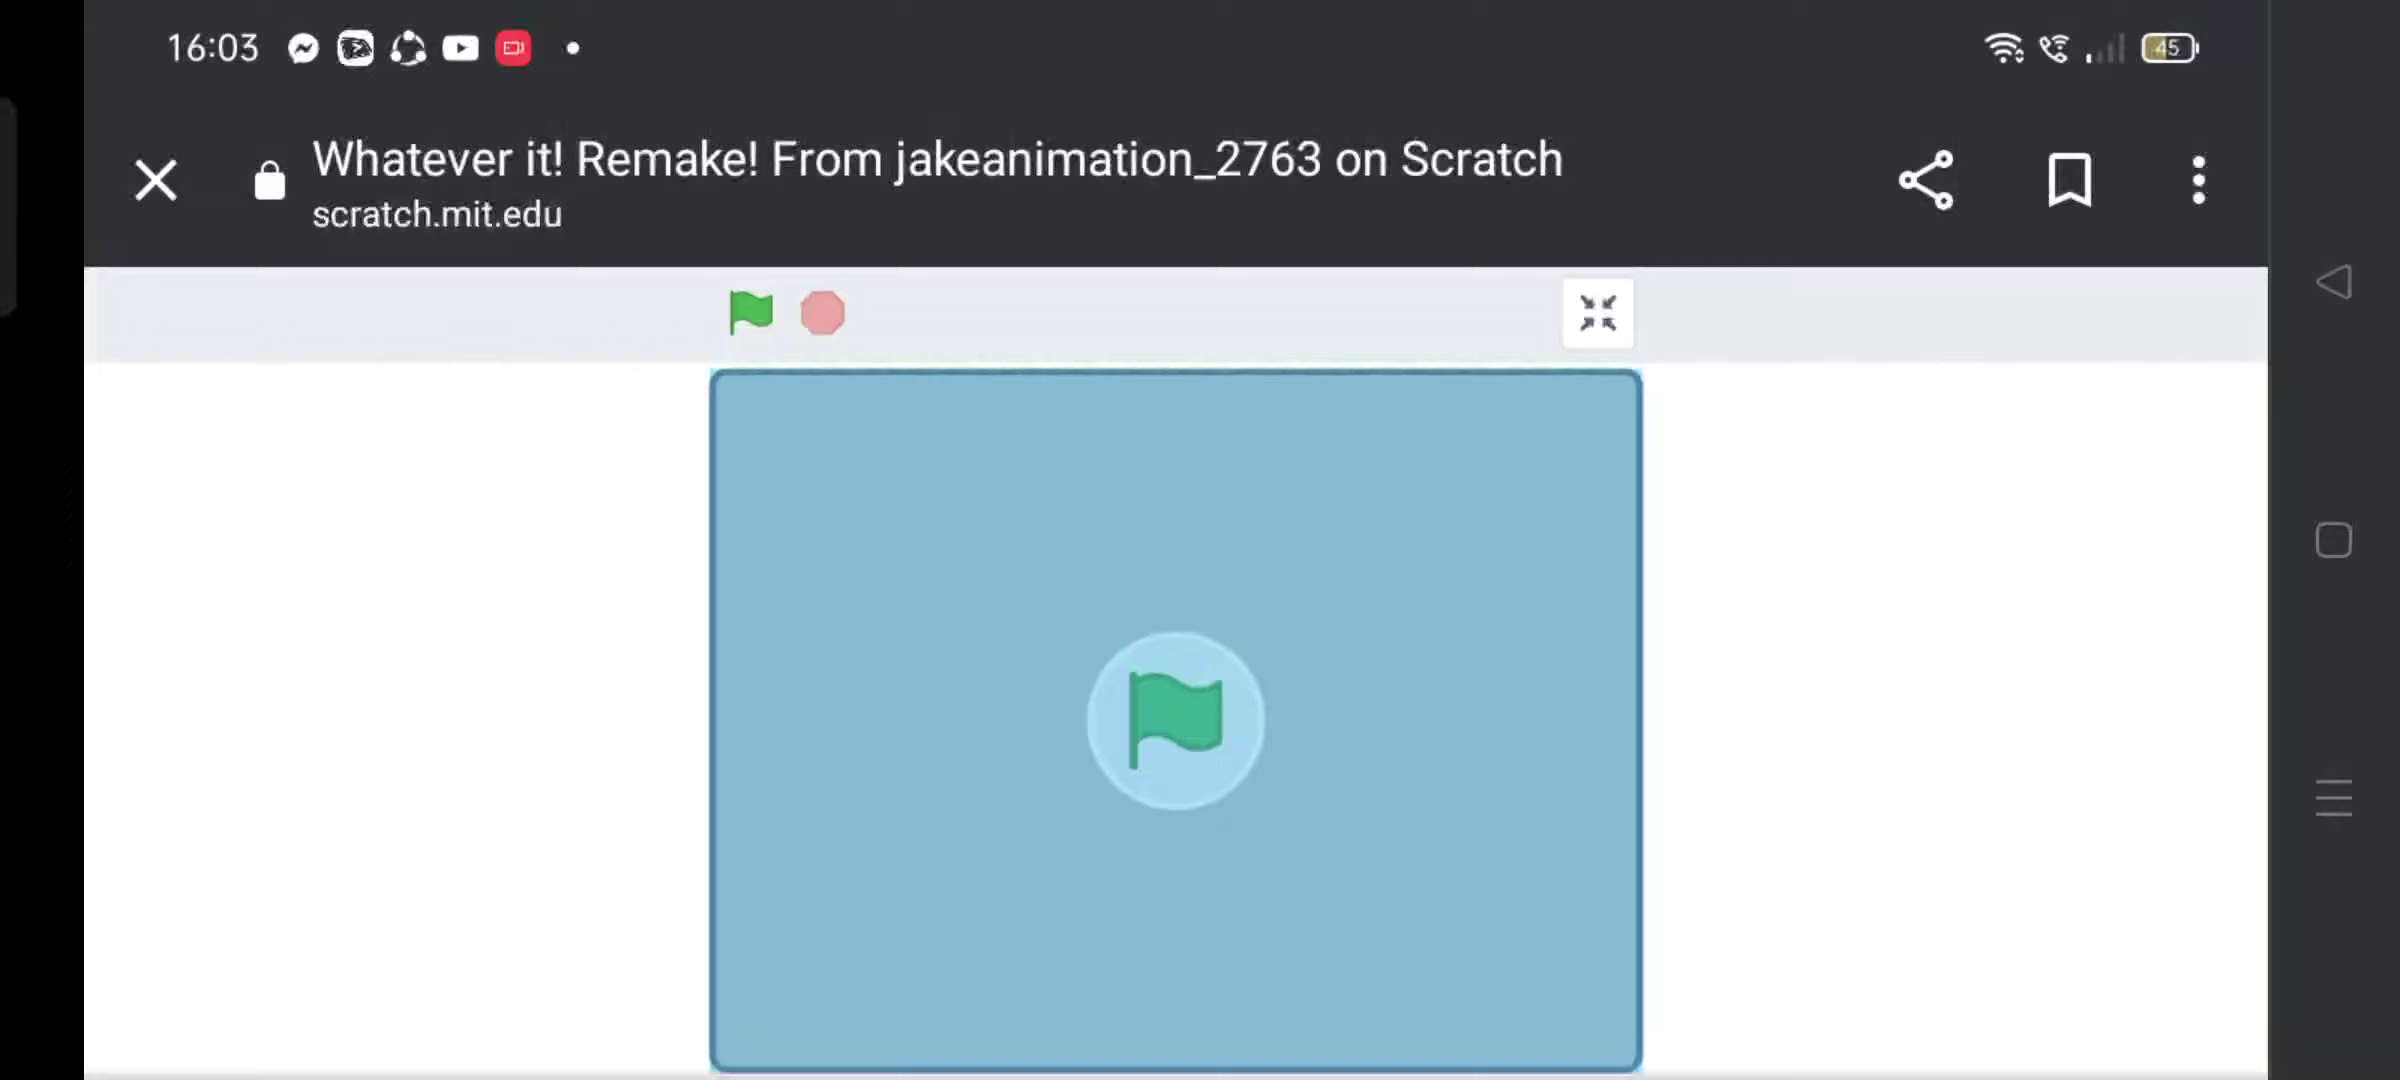 16:03
45
Whatever it! Remake! From jakeanimation_2763 on Scratch
scratch.mit.edu